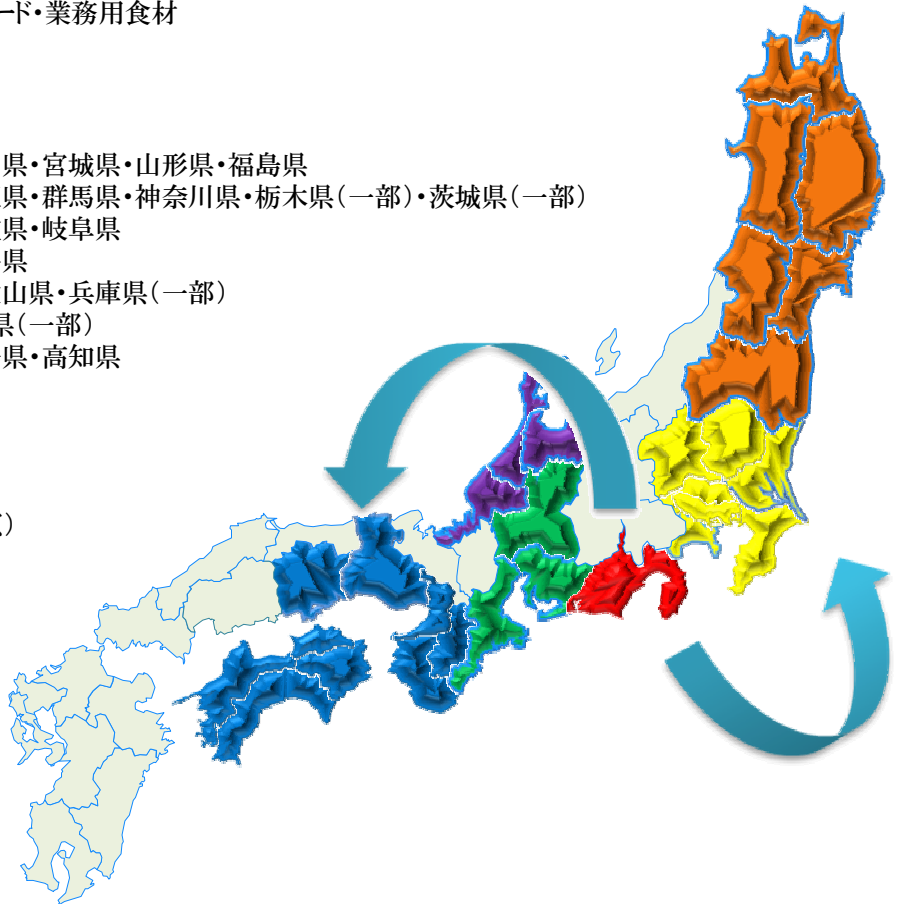 ード・業務用食材
県・宮城県・山形県・福島県
県・群馬県・神奈川県・栃木県(一部)・茨城県(一部)
県・岐阜県
県
山県・兵庫県(一部)
県(一部)
県・高知県
)